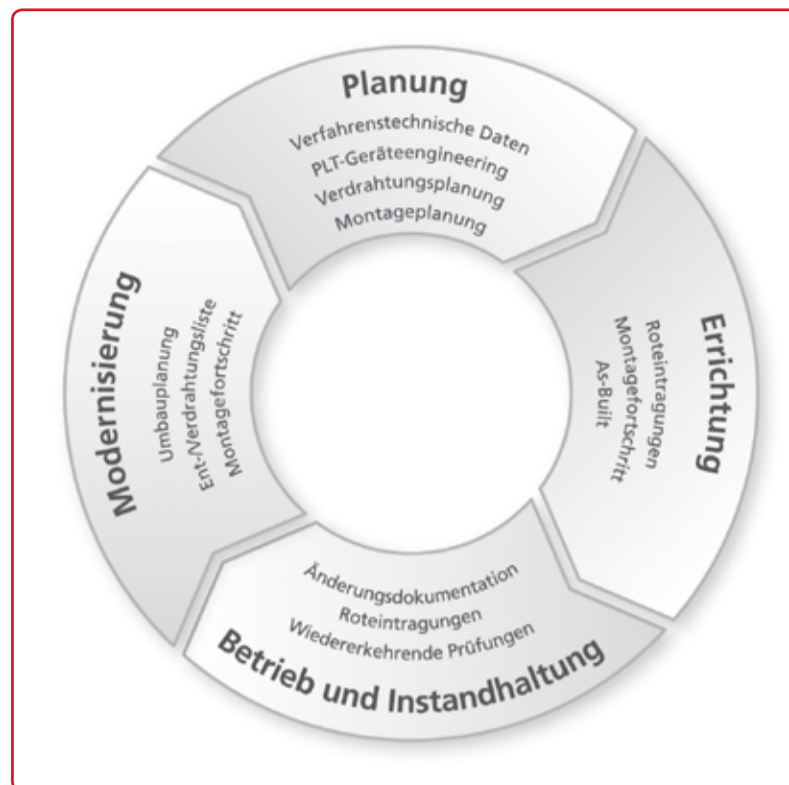 Planung
Verfahrenstechnische Daten
PLT-Geräteengineering
Verdrahtungsplanung
Montageplanung
Errichtung
Roteintragungen
Montagefortschritt
As-Built
Änderungsdokumentation
Roteintragungen
Wiedererkehrende Prüfungen
Betrieb und Instandhaltung
Modernisierung
Umbauplanung
Ent-/Verdrahtungsliste
Montagefortschritt